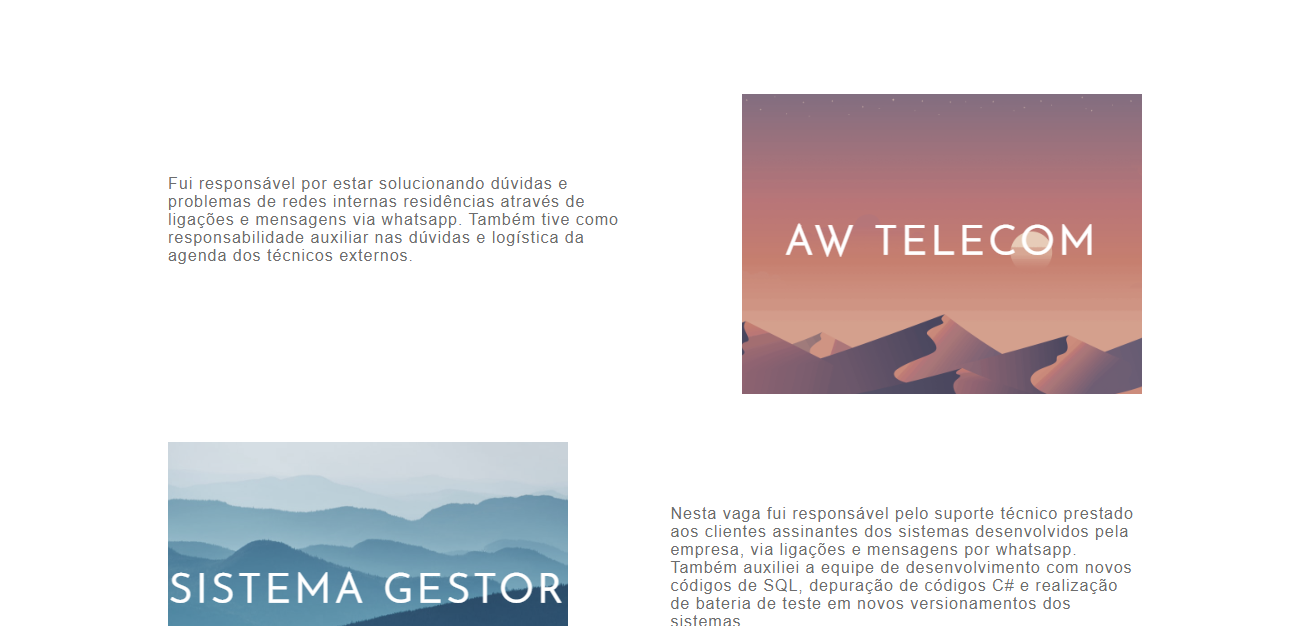 Fui responsável por estar solucionando dúvidas e
problemas de redes internas residências através de
ligações e mensagens via whatsapp. Também tive como
responsabilidade auxiliar nas dúvidas e logística da
agenda dos técnicos externos.
AW TELECOM
SISTEMA GESTOR
Nesta vaga fui responsável pelo suporte técnico prestado
aos clientes assinantes dos sistemas desenvolvidos pela
empresa, via ligações e mensagens por whatsapp.
Também auxiliei a equipe de desenvolvimento com novos
códigos de SQL, depuração de códigos C# e realização
de bateria de teste em novos versionamentos dos
sistemas